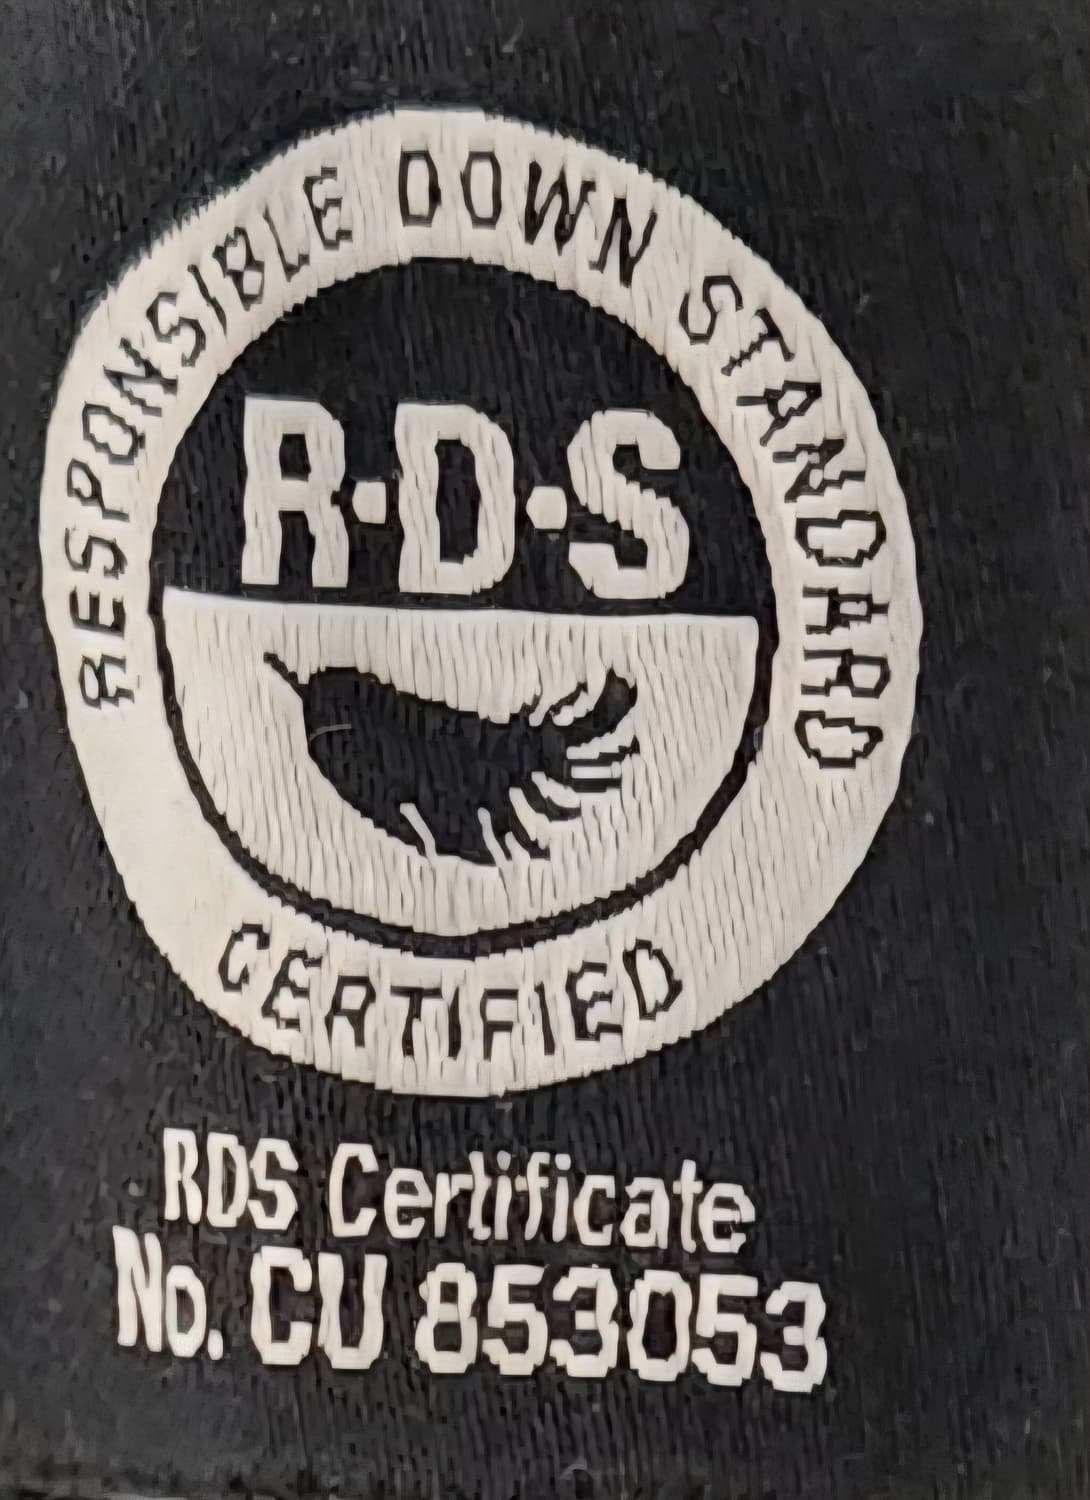 RESPONSIBLE DOWN STANDARD
R·D·S
CERTIFIED
RDS Certificate
No. CU 853053